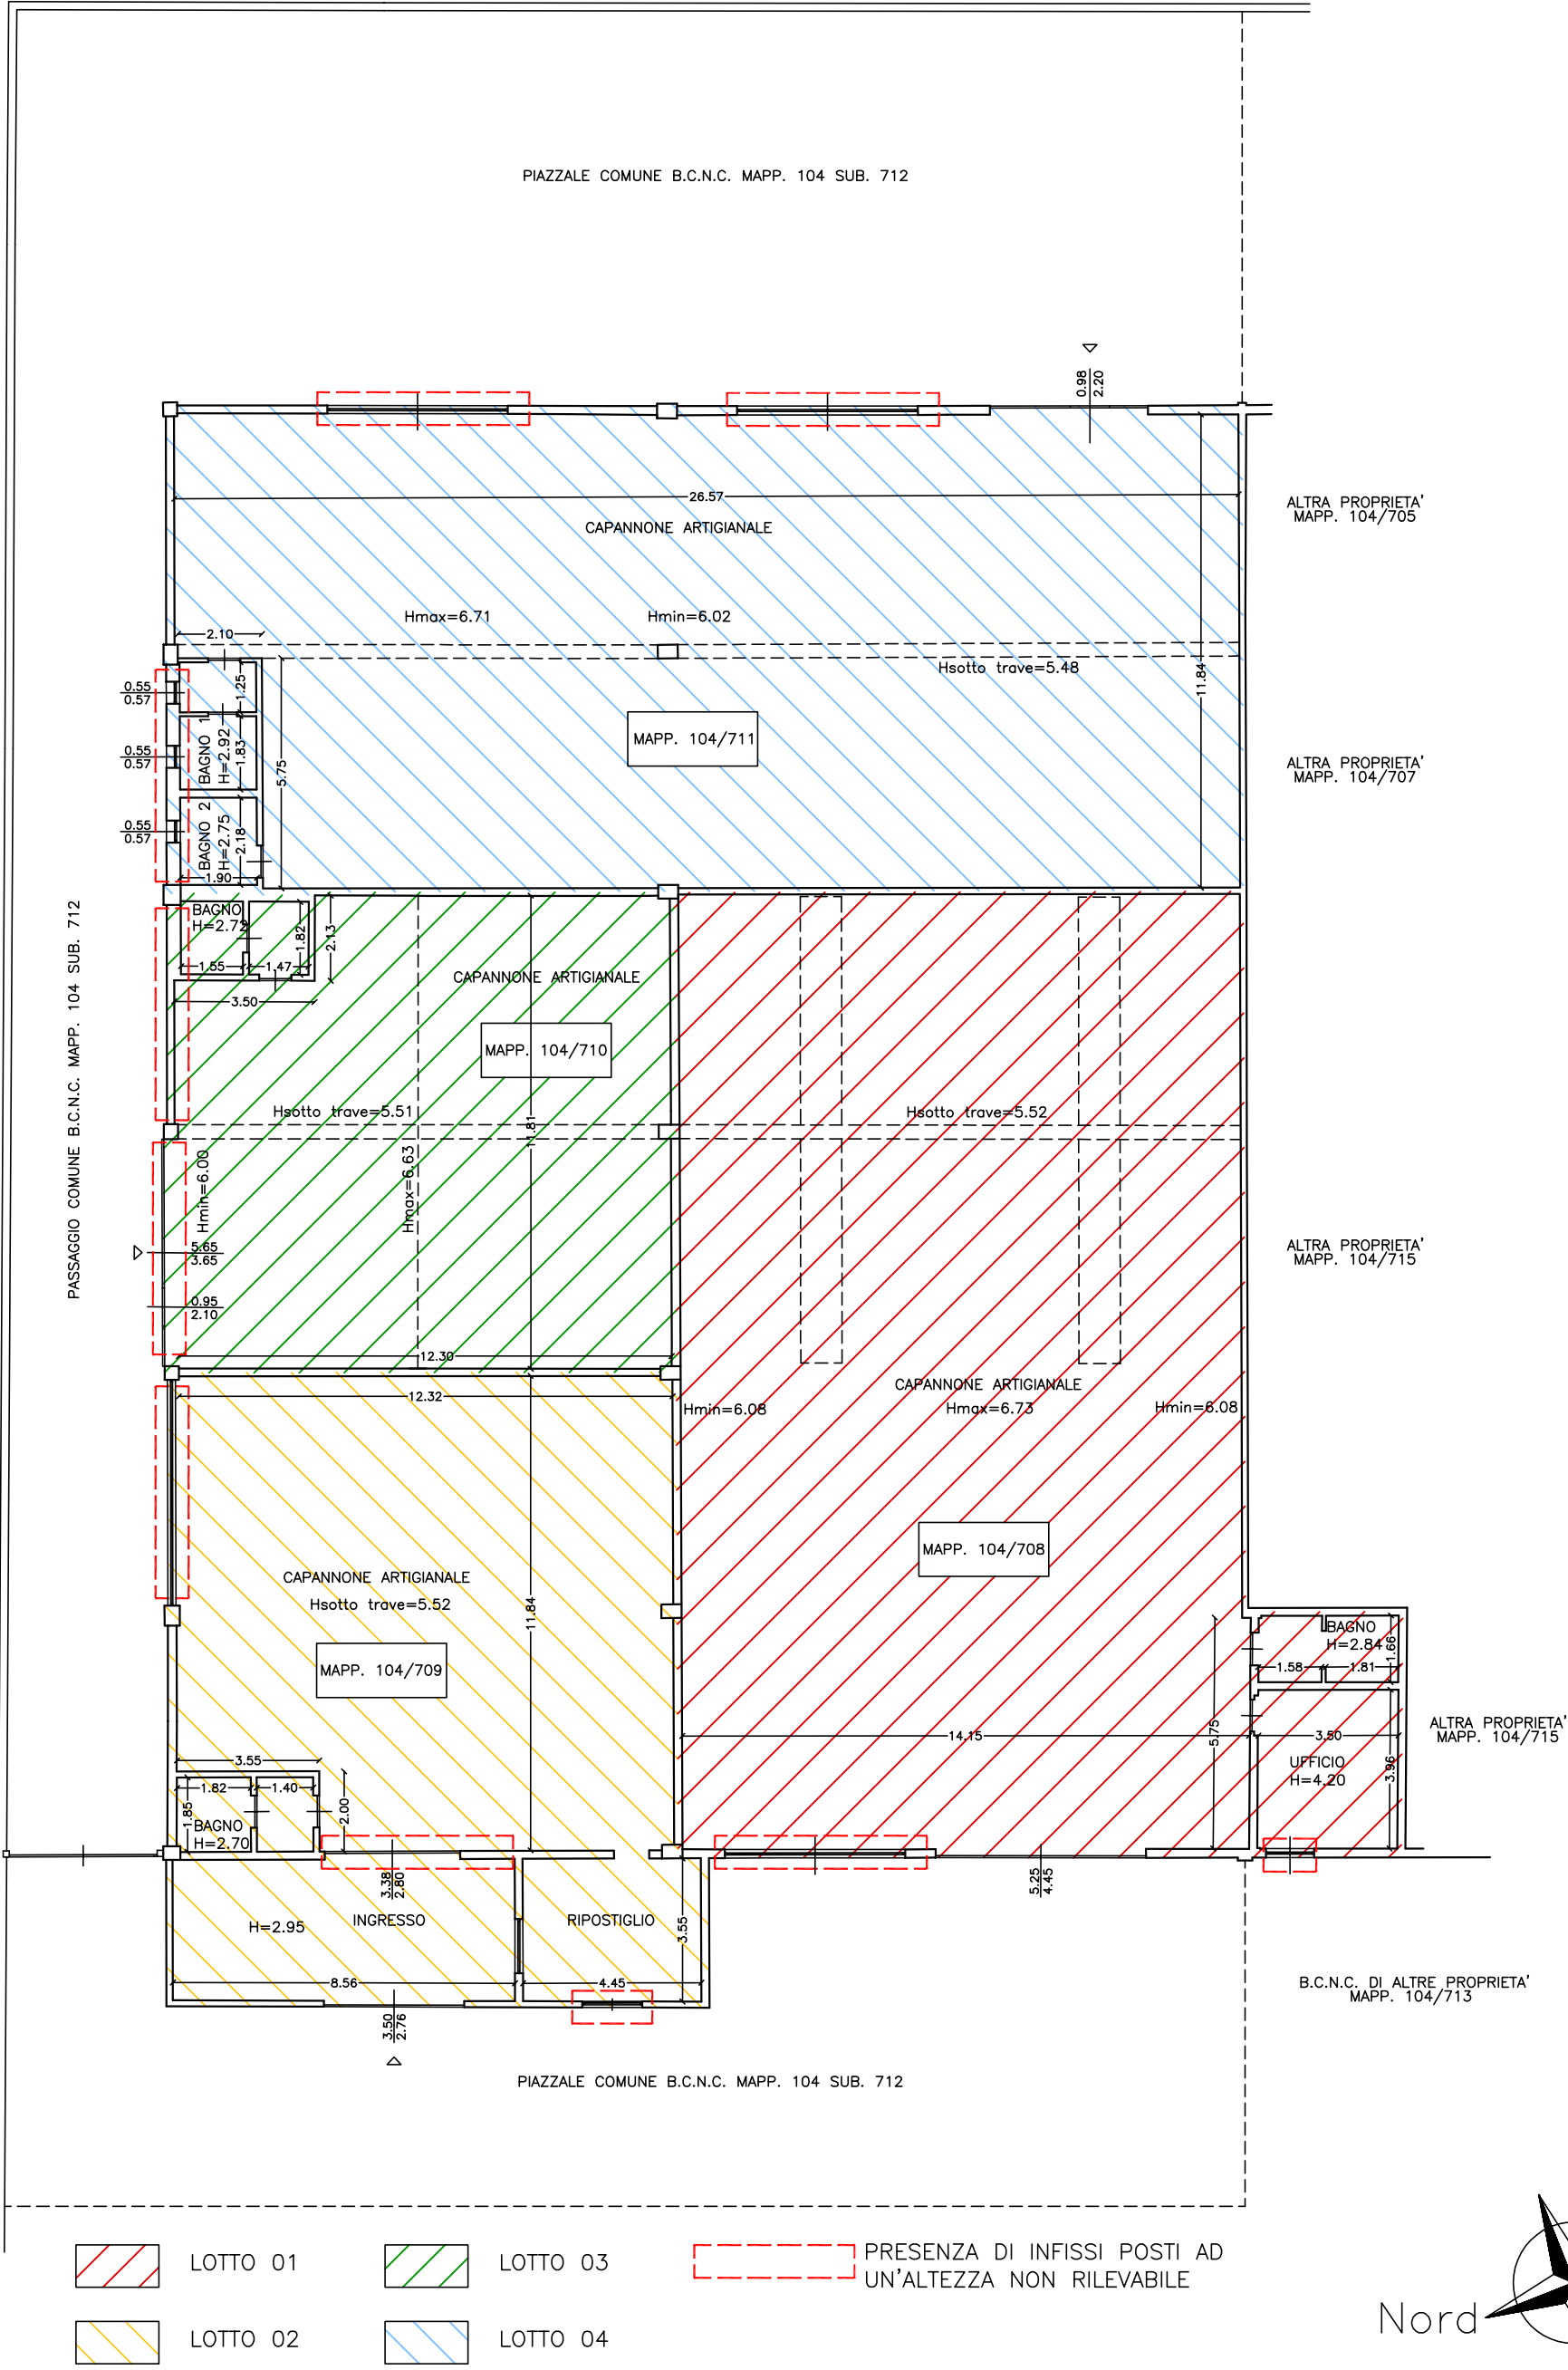 PIAZZALE COMUNE B.C.N.C. MAPP. 104 SUB. 712
0.98
2.20
26.57
CAPANNONE ARTIGIANALE
ALTRA PROPRIETA'
MAPP. 104/705
Hmax=6.71
Hmin=6.02
2.10
Hsotto trave=5.48
11.84
0.55
0.57
1.25
MAPP. 104/711
BAGNO 1
H=2.92
1.83
0.55
0.57
5.75
ALTRA PROPRIETA'
MAPP. 104/707
BAGNO 2
H=2.75
2.18
0.55
0.57
1.90
PASSAGGIO COMUNE B.C.N.C. MAPP. 104 SUB. 712
BAGNO
H=2.72
1.82
2.13
1.55
1.47
3.50
CAPANNONE ARTIGIANALE
MAPP. 104/710
Hsotto trave=5.51
11.81
Hsotto trave=5.52
Hmin=6.00
Hmax=6.63
5.65
3.65
0.95
2.10
ALTRA PROPRIETA'
MAPP. 104/715
12.30
12.32
CAPANNONE ARTIGIANALE
Hmin=6.08
Hmax=6.73
Hmin=6.08
MAPP. 104/708
CAPANNONE ARTIGIANALE
Hsotto trave=5.52
11.84
MAPP. 104/709
BAGNO
H=2.84
1.66
1.58
1.81
14.15
5.75
3.50
UFFICIO
H=4.20
3.96
ALTRA PROPRIETA'
MAPP. 104/715
3.55
1.82
1.40
1.85
2.00
BAGNO
H=2.70
3.38
2.80
5.25
4.45
H=2.95
INGRESSO
RIPOSTIGLIO
3.55
8.56
4.45
3.50
2.76
B.C.N.C. DI ALTRE PROPRIETA'
MAPP. 104/713
PIAZZALE COMUNE B.C.N.C. MAPP. 104 SUB. 712
LOTTO 01
LOTTO 03
PRESENZA DI INFISSI POSTI AD
UN'ALTEZZA NON RILEVABILE
LOTTO 02
LOTTO 04
Nord